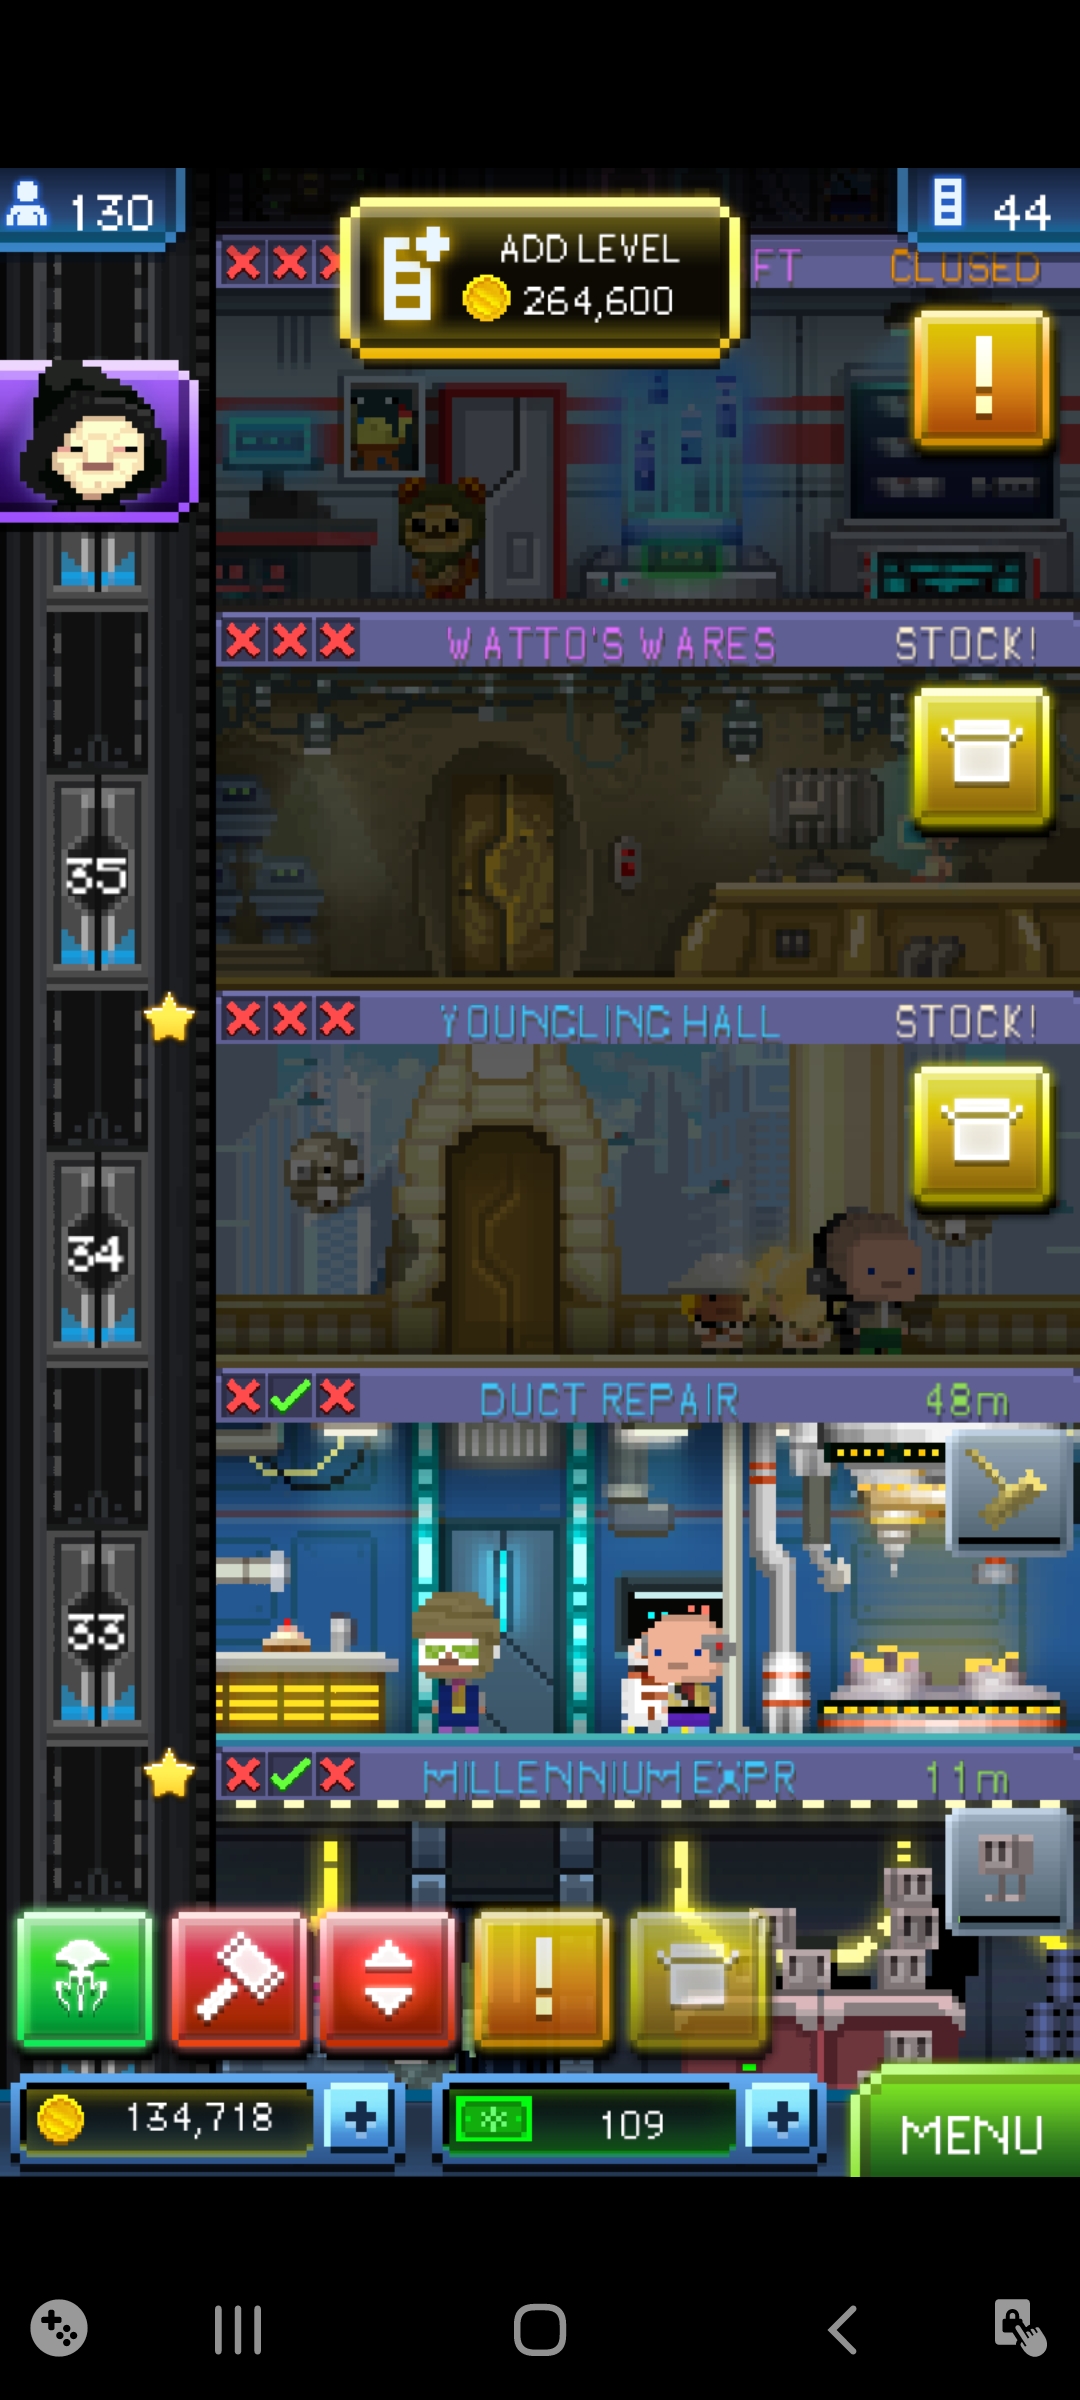 130
ADD LEVEL
264,600
44
FT
CLOSED
WATTO'S WARES
STOCK!
35
YOUNGLING HALL
STOCK!
34
DUCT REPAIR
48m
33
MILLENNIUM EXPR
11m
134,718
109
MENU